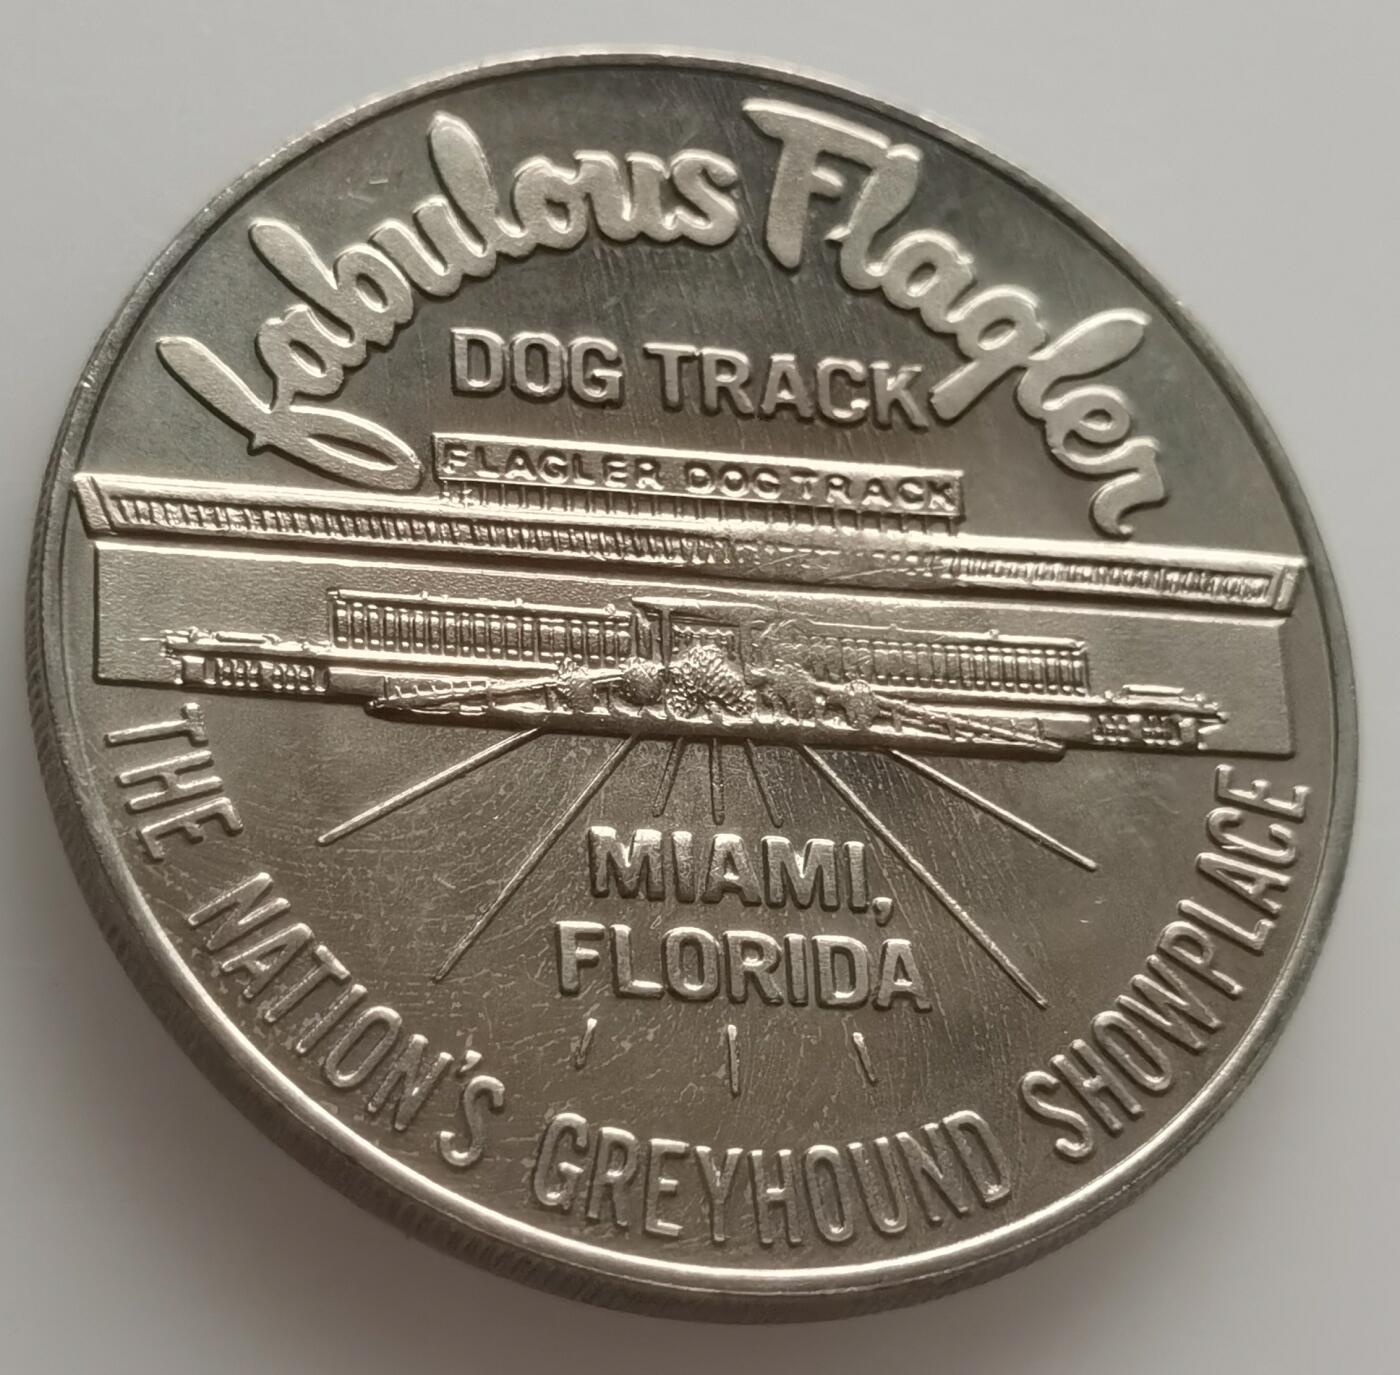 fabulous Flagler
DOG TRACK
FLAGLER DOG TRACK
MIAMI,
FLORIDA
THE NATION'S GREYHOUND SHOWPLACE